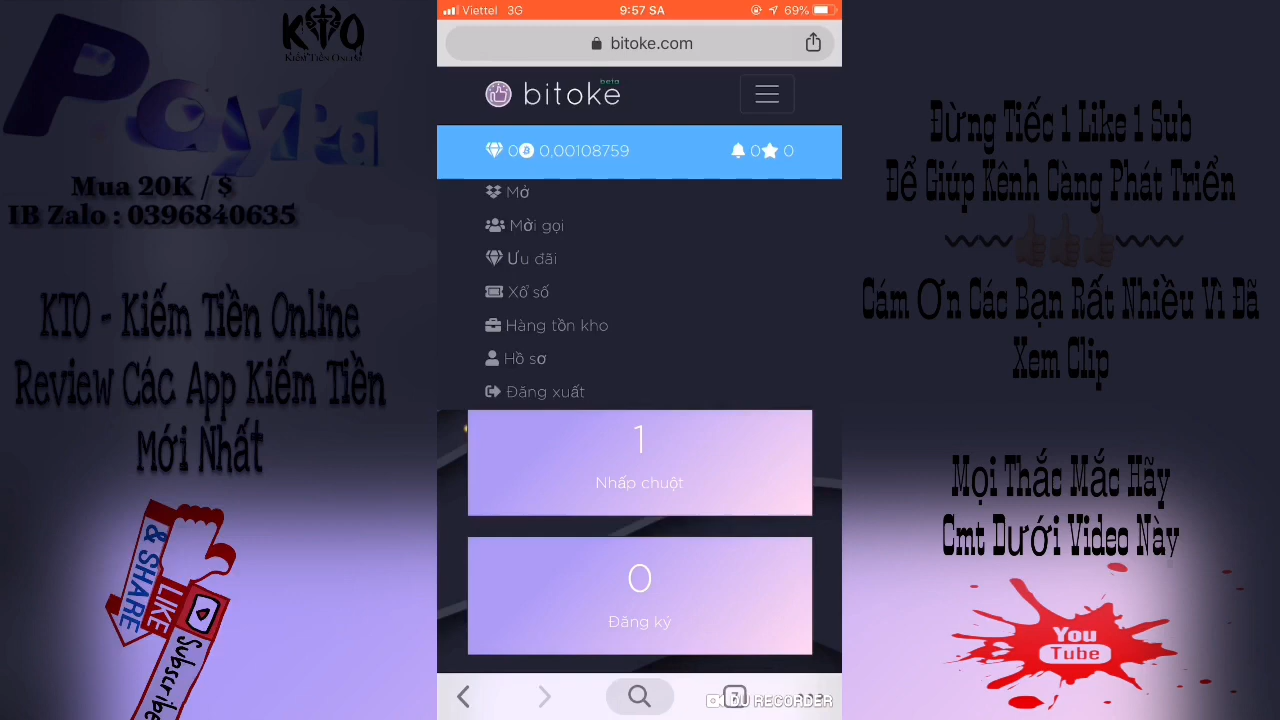 KTO
Kiếm Tiền Online
PayPal
Mua 20K / $
IB Zalo : 0396840635
KTO - Kiếm Tiền Online
Review Các App Kiếm Tiền
Mới Nhất
& SHARE
LIKE
Subscribe
Viettel 3G
9:57 SA
69%
bitoke.com
bitoke beta
0 0,00108759
0 0
Mở
Mời gọi
Ưu đãi
Xổ số
Hàng tồn kho
Hồ sơ
Đăng xuất
1
Nhấp chuột
0
Đăng ký
7
DU RECORDER
Đừng Tiếc 1 Like 1 Sub
Để Giúp Kênh Càng Phát Triển
Cám Ơn Các Bạn Rất Nhiều Vì Đã
Xem Clip
Mọi Thắc Mắc Hãy
Cmt Dưới Video Này
You
Tube